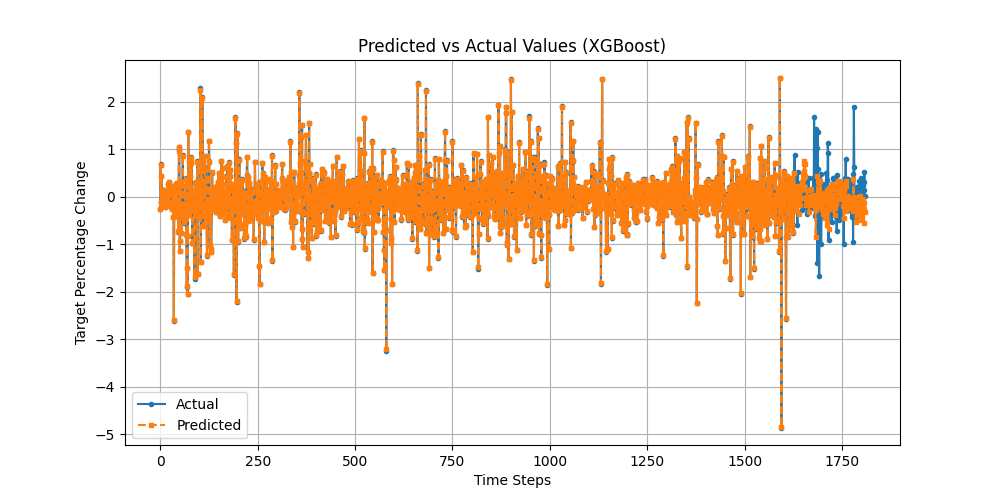 Predicted vs Actual Values (XGBoost)
Target Percentage Change
2
1
0
−1
−2
−3
−4
−5
Actual
Predicted
0 250 500 750 1000 1250 1500 1750
Time Steps